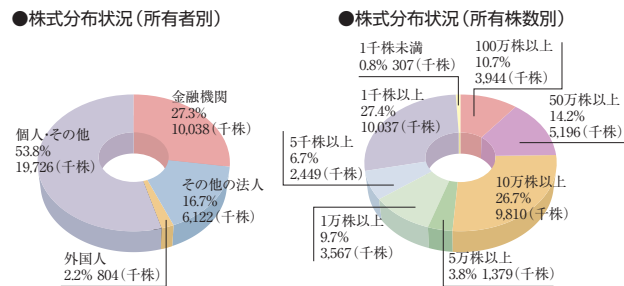 ●株式分布状況（所有者別）
金融機関
27.3%
10,038（千株）
その他の法人
16.7%
6,122（千株）
外国人
2.2% 804（千株）
個人・その他
53.8%
19,726（千株）
●株式分布状況（所有株数別）
100万株以上
10.7%
3,944（千株）
50万株以上
14.2%
5,196（千株）
10万株以上
26.7%
9,810（千株）
5万株以上
3.8% 1,379（千株）
1万株以上
9.7%
3,567（千株）
5千株以上
6.7%
2,449（千株）
1千株以上
27.4%
10,037（千株）
1千株未満
0.8% 307（千株）